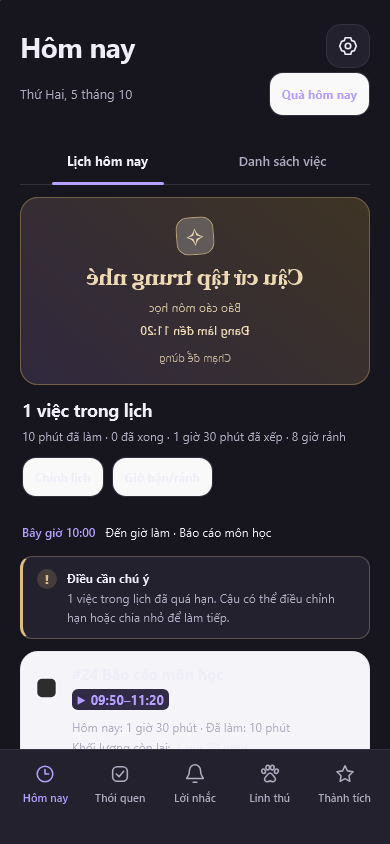 Hôm nay
Thứ Hai, 5 tháng 10
Quà hôm nay
Lịch hôm nay
Danh sách việc
Cậu cứ tập trung nhé
Báo cáo môn học
Đang làm đến 11:20
Chạm để dừng
1 việc trong lịch
10 phút đã làm · 0 đã xong · 1 giờ 30 phút đã xếp · 8 giờ rảnh
Chỉnh lịch
Giờ bận/rảnh
Bây giờ 10:00 Đến giờ làm · Báo cáo môn học
Điều cần chú ý
1 việc trong lịch đã quá hạn. Cậu có thể điều chỉnh
hạn hoặc chia nhỏ để làm tiếp.
#24 Báo cáo môn học
09:50–11:20
Hôm nay: 1 giờ 30 phút · Đã làm: 10 phút
Khối lượng còn lại:
Hôm nay
Thói quen
Lời nhắc
Linh thú
Thành tích